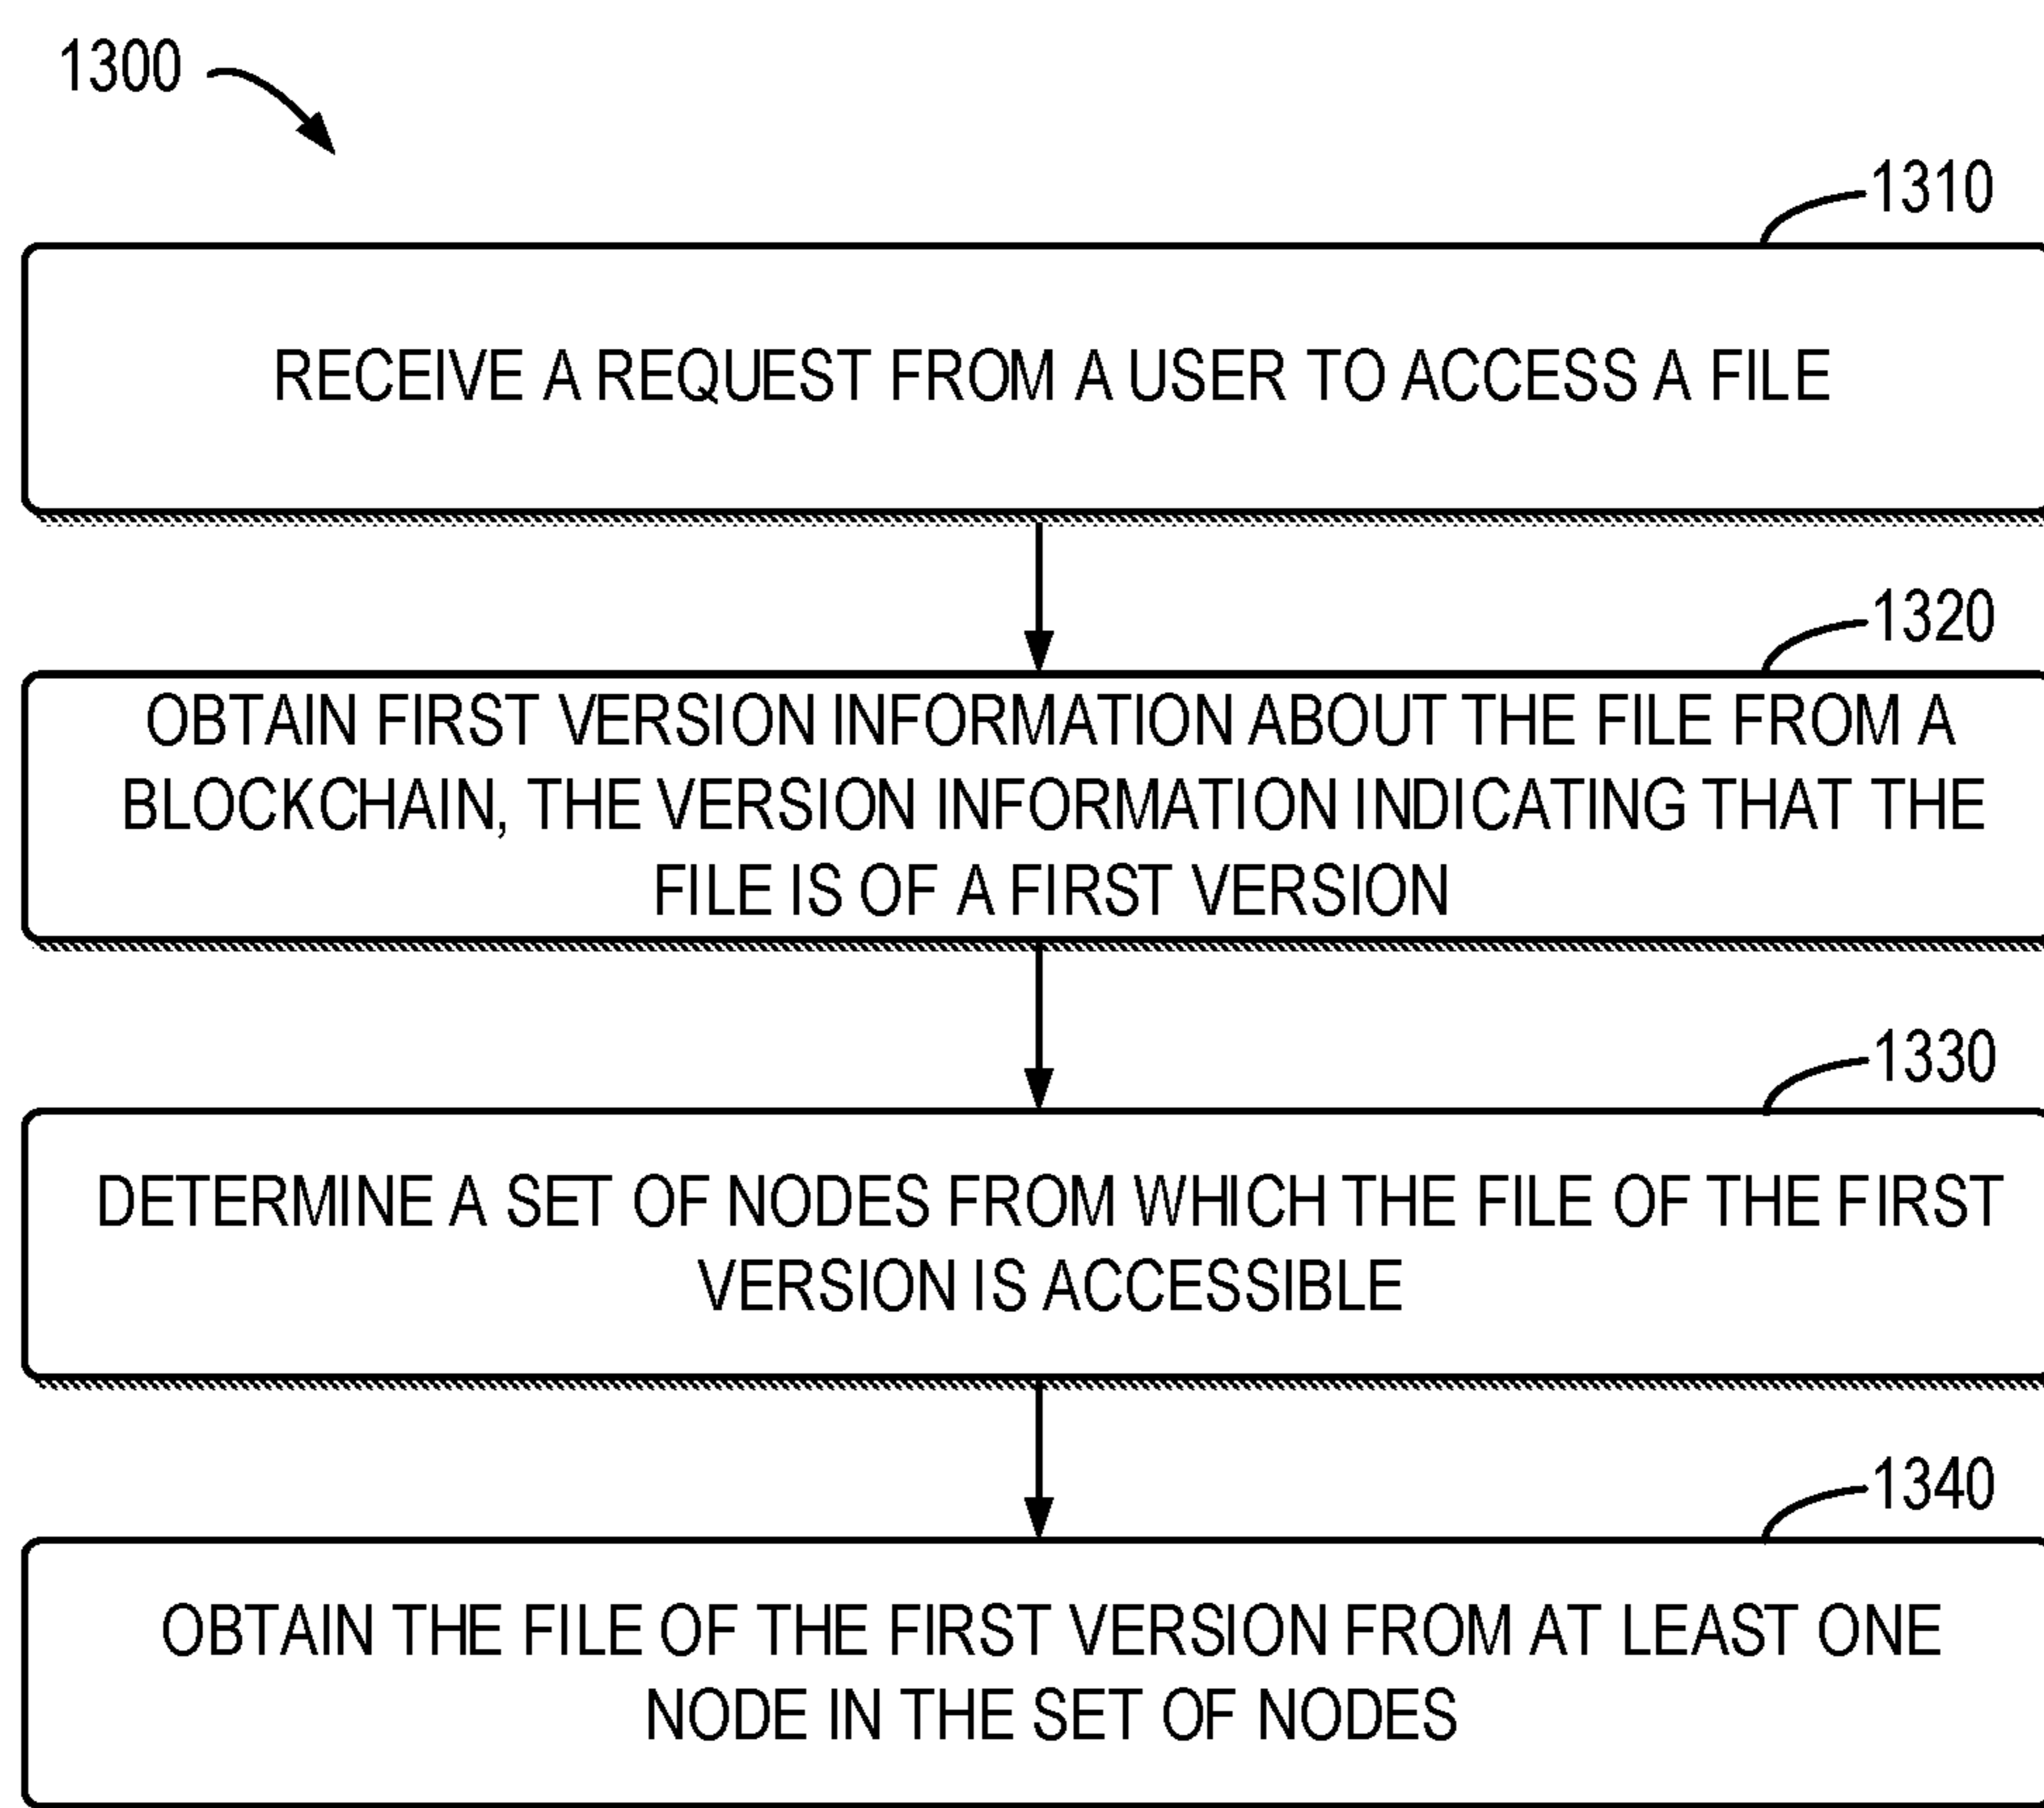 1300
1310
RECEIVE A REQUEST FROM A USER TO ACCESS A FILE
1320
OBTAIN FIRST VERSION INFORMATION ABOUT THE FILE FROM A
BLOCKCHAIN, THE VERSION INFORMATION INDICATING THAT THE
FILE IS OF A FIRST VERSION
1330
DETERMINE A SET OF NODES FROM WHICH THE FILE OF THE FIRST
VERSION IS ACCESSIBLE
1340
OBTAIN THE FILE OF THE FIRST VERSION FROM AT LEAST ONE
NODE IN THE SET OF NODES